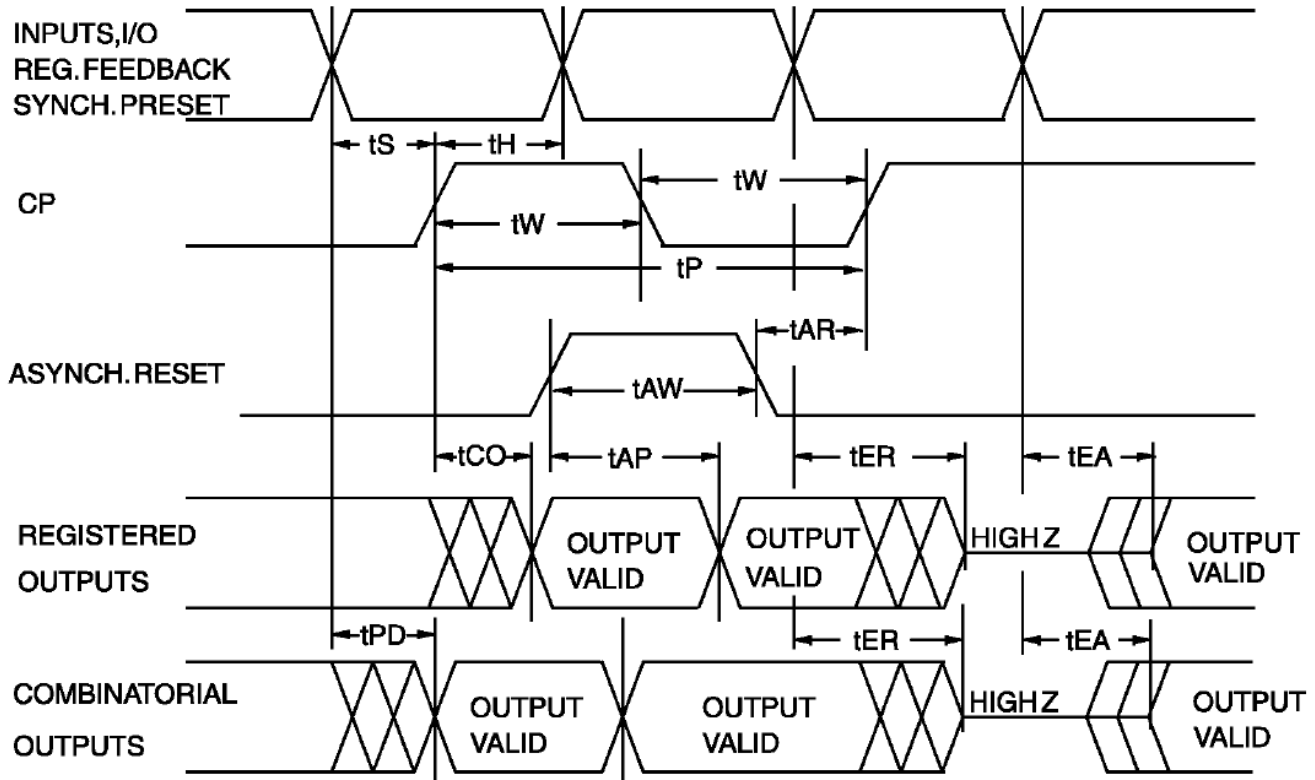 INPUTS,I/O
REG.FEEDBACK
SYNCH.PRESET
tS
tH
CP
tW
tW
tP
tAR
ASYNCH.RESET
tAW
tCO
tAP
tER
tEA
REGISTERED
OUTPUTS
OUTPUT
VALID
OUTPUT
VALID
HIGH Z
OUTPUT
VALID
tPD
tER
tEA
COMBINATORIAL
OUTPUTS
OUTPUT
VALID
OUTPUT
VALID
HIGH Z
OUTPUT
VALID